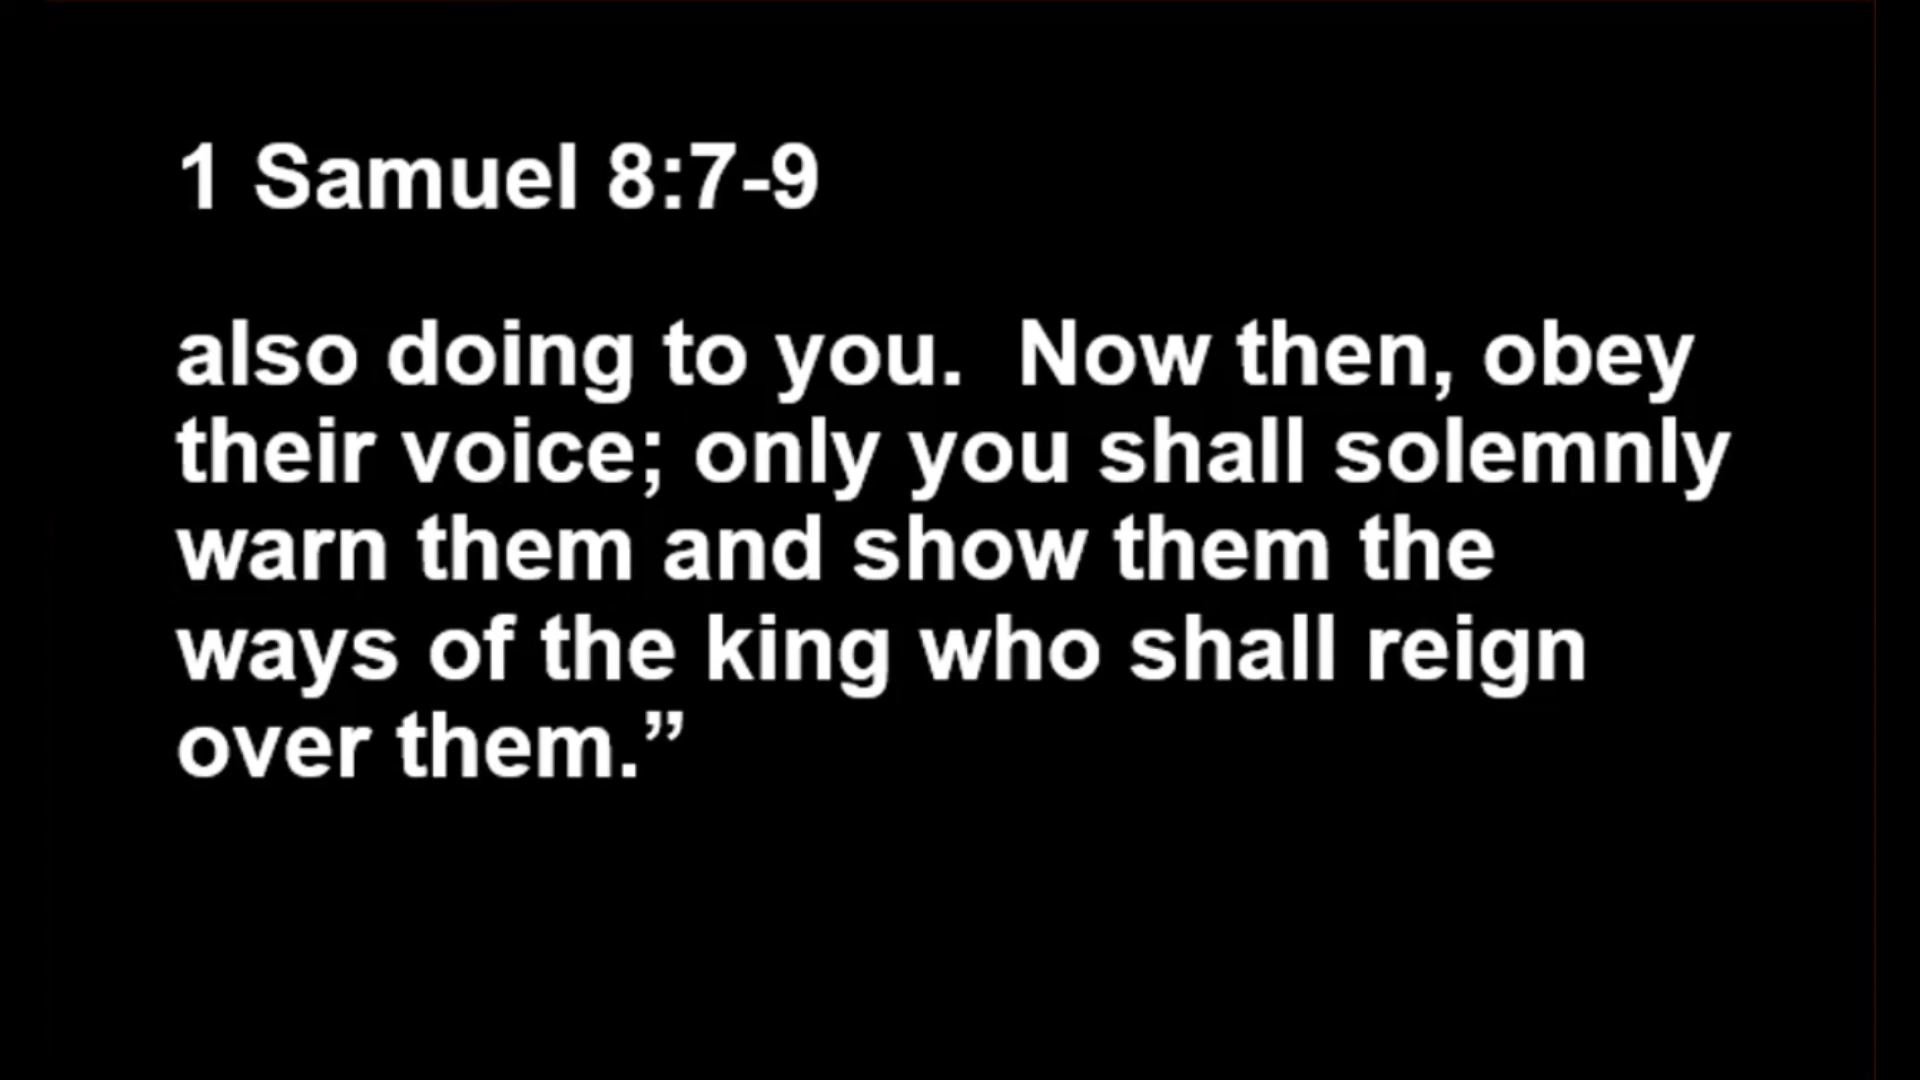 1 Samuel 8:7-9
also doing to you.  Now then, obey
their voice; only you shall solemnly
warn them and show them the
ways of the king who shall reign
over them.”